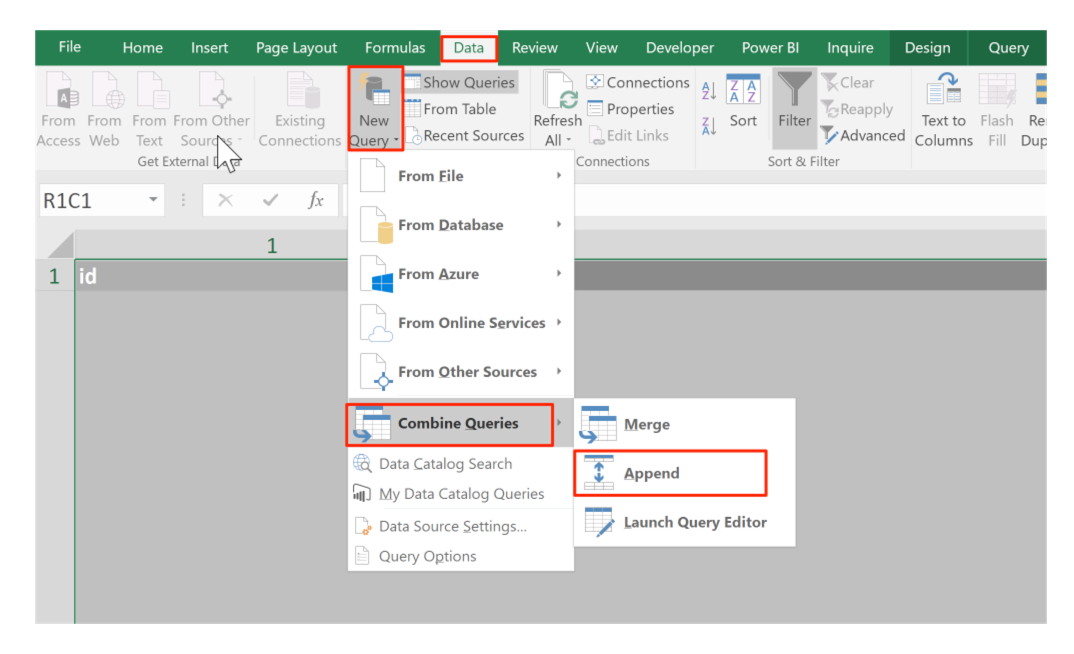 File Home Insert Page Layout Formulas Data Review View Developer Power BI Inquire Design Query
From Access
From Web
From Text
From Other Sources
Existing Connections
Get External
New Query
Show Queries
From Table
Recent Sources
Refresh All
Connections
Properties
Edit Links
Connections
Sort
Filter
Clear
Reapply
Advanced
Sort & Filter
Text to Columns
Flash Fill
R1C1
fx
1
1 id
From File
From Database
From Azure
From Online Services
From Other Sources
Combine Queries
Data Catalog Search
My Data Catalog Queries
Data Source Settings...
Query Options
Merge
Append
Launch Query Editor